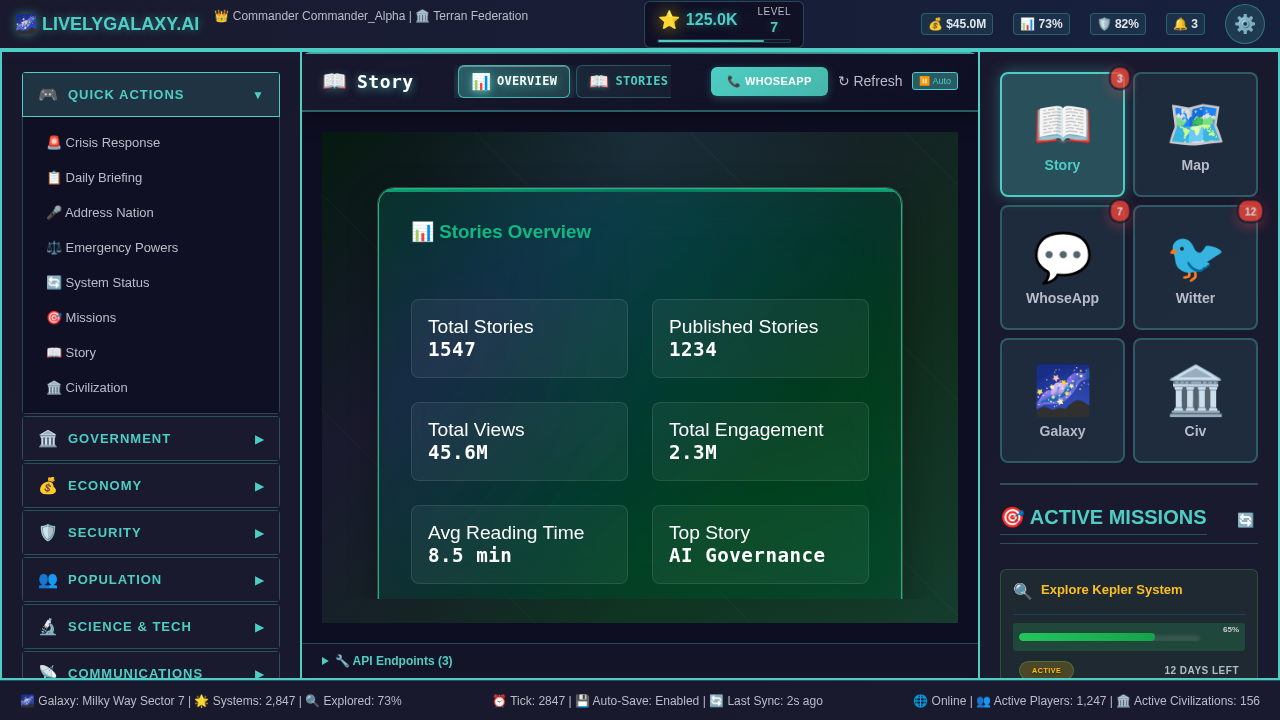 🌌 LIVELYGALAXY.AI
👑 Commander Commander_Alpha | 🏛️ Terran Federation
⭐ 125.0K
LEVEL
7
💰 $45.0M
📊 73%
🛡️ 82%
🔔 3
⚙️
🎮 QUICK ACTIONS ▼
🚨 Crisis Response
📋 Daily Briefing
🎤 Address Nation
⚖️ Emergency Powers
🔄 System Status
🎯 Missions
📖 Story
🏛️ Civilization
🏛️ GOVERNMENT ▶
💰 ECONOMY ▶
🛡️ SECURITY ▶
👥 POPULATION ▶
🔬 SCIENCE & TECH ▶
📡 COMMUNICATIONS ▶
📖 Story
📊 OVERVIEW
📖 STORIES
📞 WHOSEAPP
↻ Refresh
⏸️ Auto
📊 Stories Overview
Total Stories
1547
Published Stories
1234
Total Views
45.6M
Total Engagement
2.3M
Avg Reading Time
8.5 min
Top Story
AI Governance
▶ 🔧 API Endpoints (3)
3
📖 Story
🗺️ Map
7
💬 WhoseApp
12
🐦 Witter
🌌 Galaxy
🏛️ Civ
🎯 ACTIVE MISSIONS 🔄
🔍 Explore Kepler System
65%
ACTIVE
12 DAYS LEFT
🌌 Galaxy: Milky Way Sector 7 | 🌟 Systems: 2,847 | 🔍 Explored: 73%
⏰ Tick: 2847 | 💾 Auto-Save: Enabled | 🔄 Last Sync: 2s ago
🌐 Online | 👥 Active Players: 1,247 | 🏛️ Active Civilizations: 156